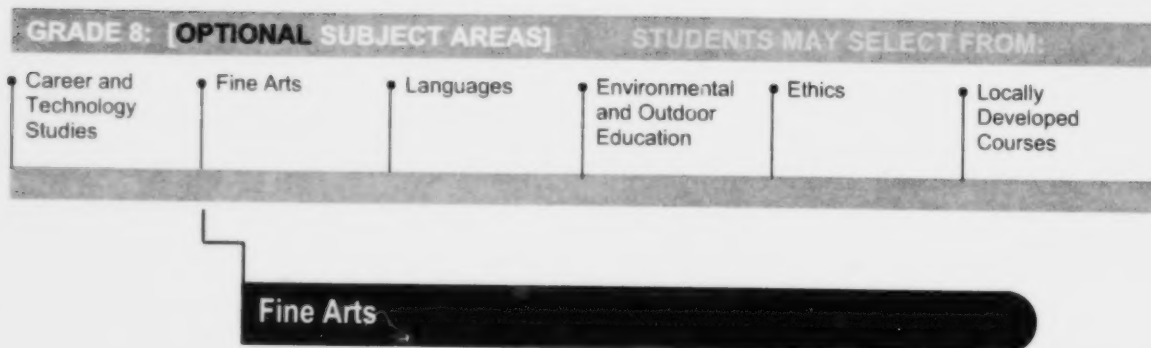 GRADE 8: [OPTIONAL SUBJECT AREAS] STUDENTS MAY SELECT FROM:
Career and
Technology
Studies
Fine Arts
Languages
Environmental
and Outdoor
Education
Ethics
Locally
Developed
Courses
Fine Arts